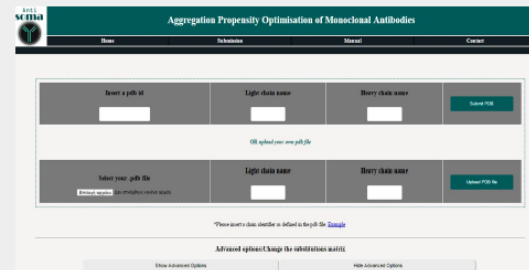 Anti
soma
Aggregation Propensity Optimisation of Monoclonal Antibodies
Home Submission Manual Contact
Insert a pdb id Light chain name Heavy chain name
Submit PDB
OR upload your own pdb file
Select your .pdb file Light chain name Heavy chain name
Upload PDB file
*Please insert a chain identifier as defined in the pdb file Example
Advanced options/Change the substitutions matrix
Show Advanced Options Hide Advanced Options